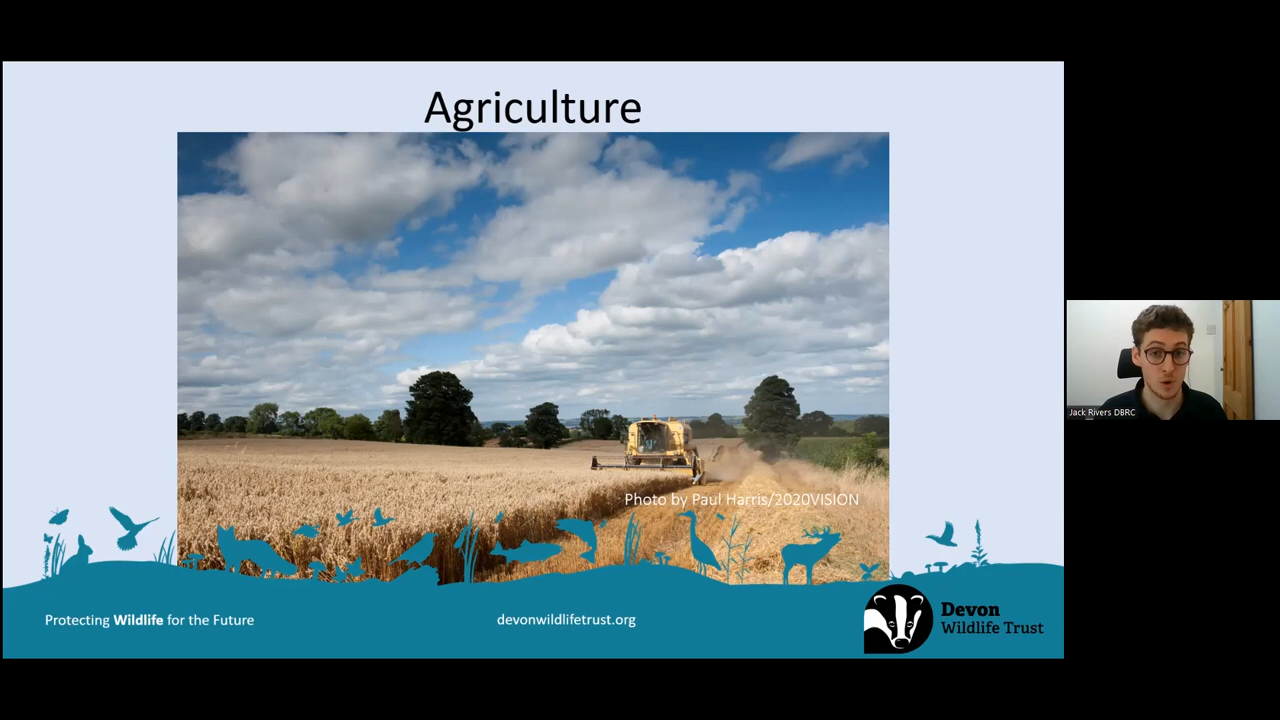 Agriculture
Photo by Paul Harris/2020VISION
Jack Rivers DBRC
Protecting Wildlife for the Future
devonwildlifetrust.org
Devon
Wildlife Trust